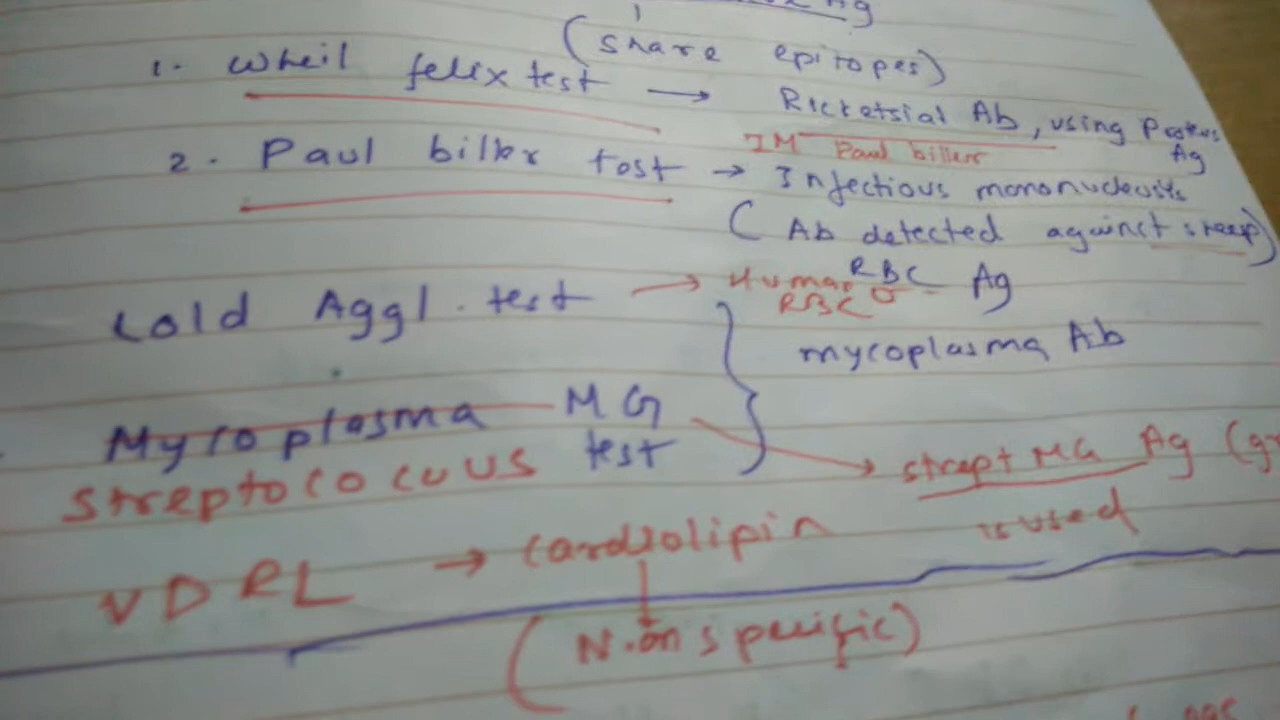 Ag
(share epitopes)
1. Wheil felix test → Ricketsial Ab, using Proteus Ag
IM Paul biller
2. Paul biller test → Infectious mononucleosis
(Ab detected against sheep)
RBC Ag
Cold Aggl. test → Human RBC O
mycoplasma Ab
Mycoplasma MG
Streptococcus test → strept MG Ag
is used
VDRL → Cardiolipin
(Non specific)